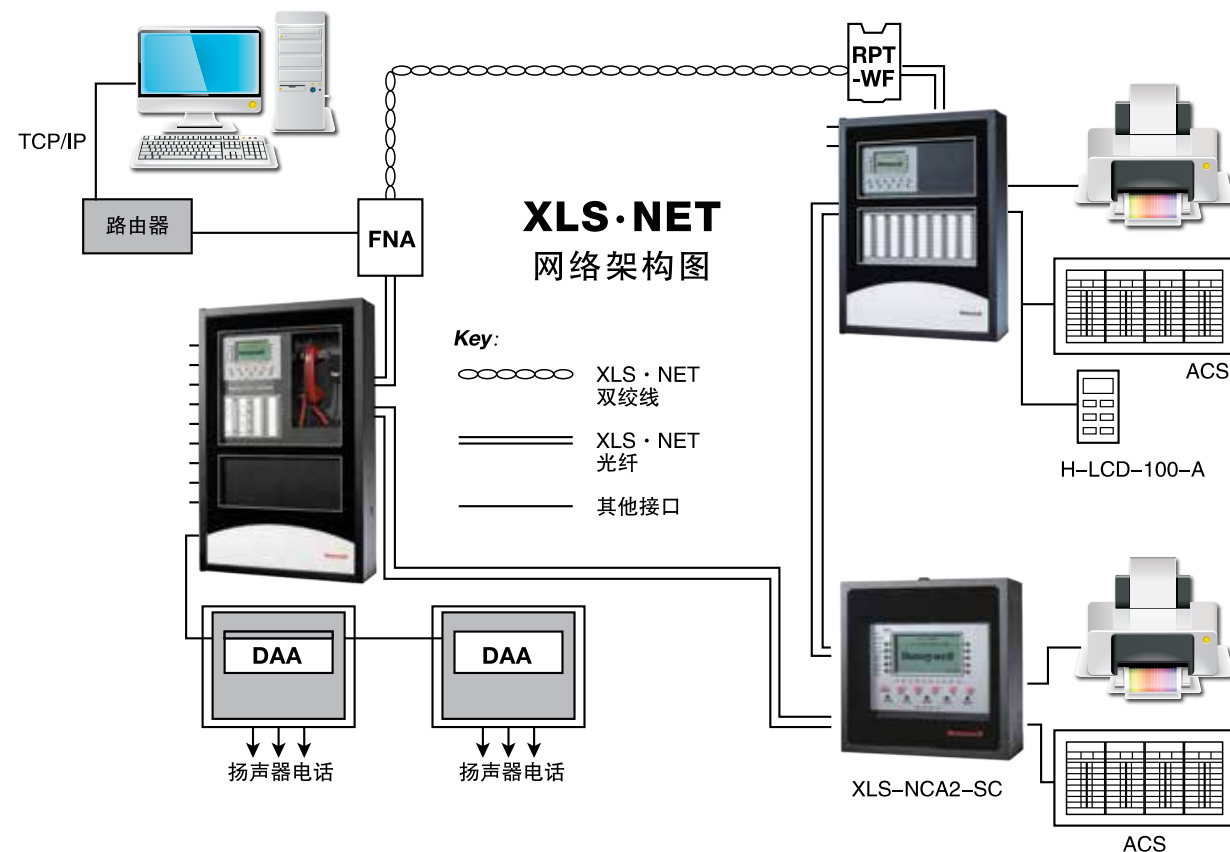 RPT
-WF
TCP/IP
路由器
FNA
XLS·NET
网络架构图
Key:
XLS·NET
双绞线
XLS·NET
光纤
其他接口
ACS
H-LCD-100-A
DAA
DAA
扬声器电话
扬声器电话
Honeywell
XLS-NCA2-SC
ACS